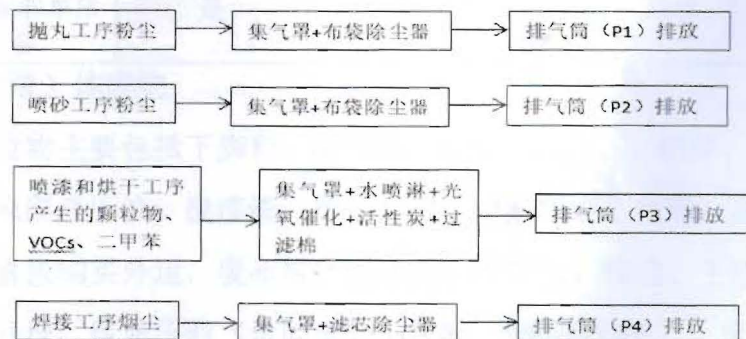 抛丸工序粉尘 集气罩+布袋除尘器 排气筒（P1）排放
喷砂工序粉尘 集气罩+布袋除尘器 排气筒（P2）排放
喷漆和烘干工序
产生的颗粒物、
VOCs、二甲苯
集气罩+水喷淋+光
氧催化+活性炭+过
滤棉
排气筒（P3）排放
焊接工序烟尘 集气罩+滤芯除尘器 排气筒（P4）排放